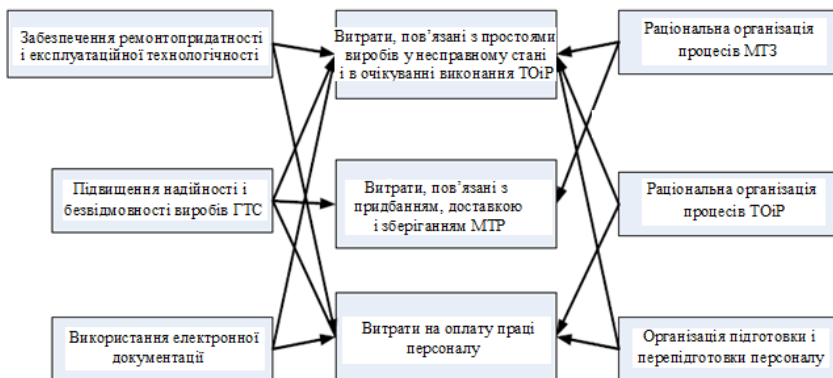 Забезпечення ремонтопридатності
і експлуатаційної технологічності
Витрати, пов’язані з простоями
виробів у несправному стані
і в очікуванні виконання ТОіР
Раціональна організація
процесів МТЗ
Підвищення надійності і
безвідмовності виробів ГТС
Витрати, пов’язані з
придбанням, доставкою
і зберіганням МТР
Раціональна організація
процесів ТОіР
Використання електронної
документації
Витрати на оплату праці
персоналу
Організація підготовки і
перепідготовки персоналу